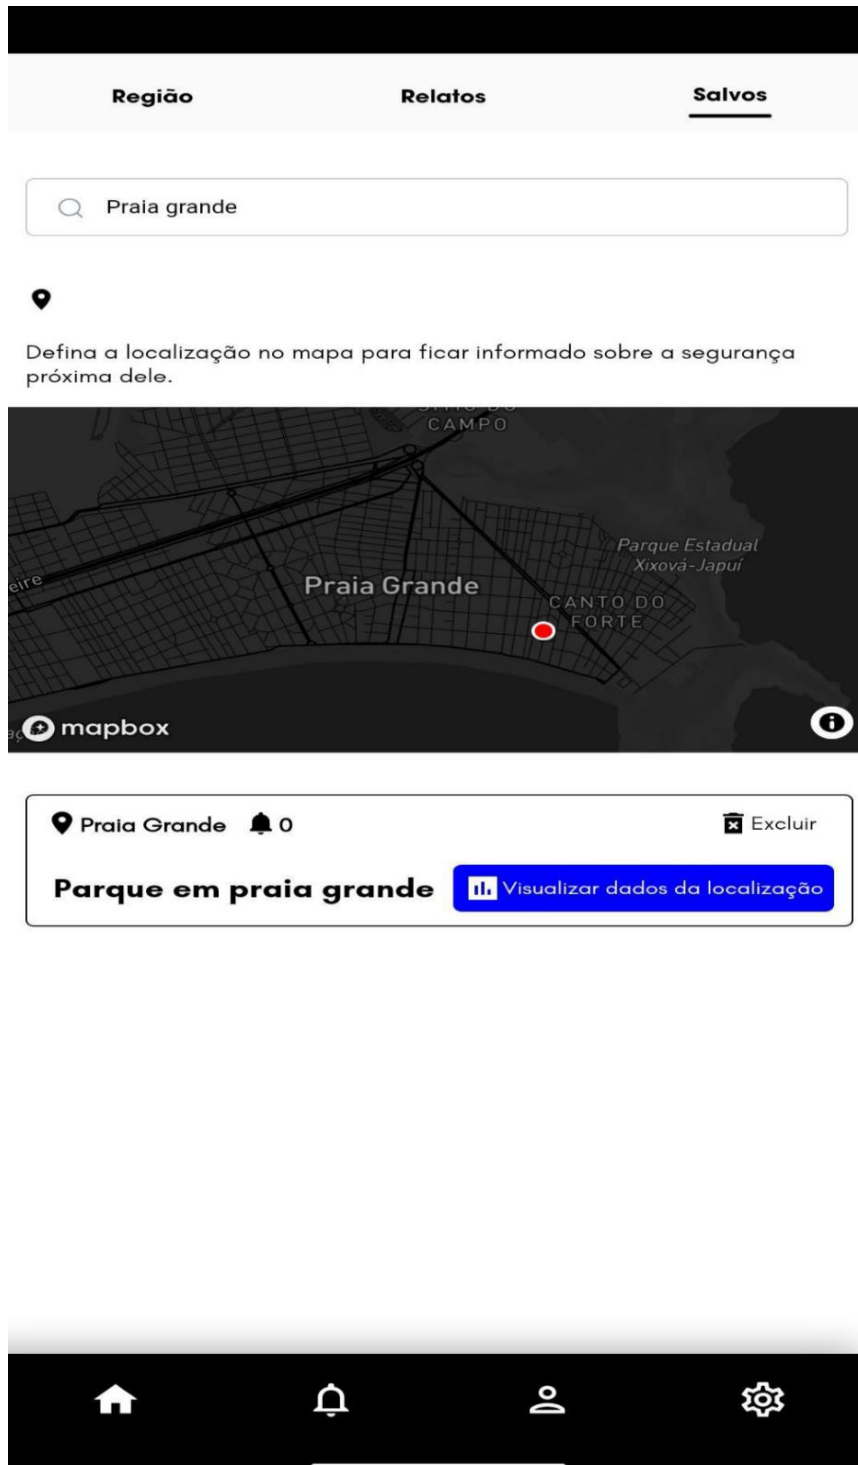 Região
Relatos
Salvos
Praia grande
Defina a localização no mapa para ficar informado sobre a segurança
próxima dele.
CAMPO
Parque Estadual
Xixová-Japuí
Praia Grande
CANTO DO
FORTE
mapbox
Praia Grande 0
Excluir
Parque em praia grande
Visualizar dados da localização